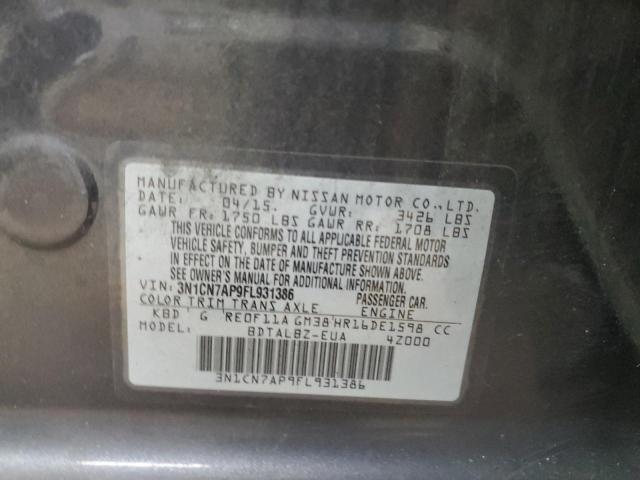 MANUFACTURED BY NISSAN MOTOR CO.,LTD.
DATE: 04/15. GVWR: 3426 LBS
GAWR FR: 1750 LBS GAWR RR: 1708 LBS
THIS VEHICLE CONFORMS TO ALL APPLICABLE FEDERAL MOTOR
VEHICLE SAFETY, BUMPER AND THEFT PREVENTION STANDARDS
IN EFFECT ON THE DATE OF MANUFACTURE SHOWN ABOVE.
SEE OWNER'S MANUAL FOR ADDITIONAL INFORMATION
VIN: 3N1CN7AP9FL931386 PASSENGER CAR.
COLOR TRIM TRANS AXLE ENGINE
KBD G RE0F11A GM38 HR16DE1598 CC
MODEL: BDTALBZ-EUA 4Z000
3N1CN7AP9FL931386